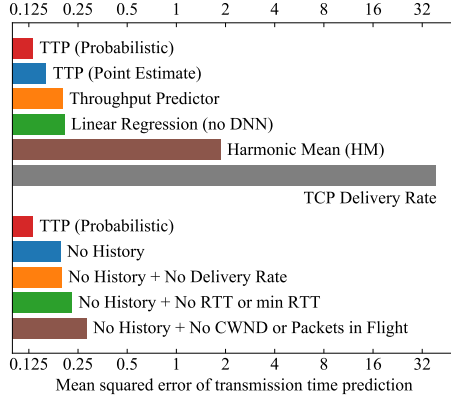 0.125 0.25 0.5 1 2 4 8 16 32
TTP (Probabilistic)
TTP (Point Estimate)
Throughput Predictor
Linear Regression (no DNN)
Harmonic Mean (HM)
TCP Delivery Rate
TTP (Probabilistic)
No History
No History + No Delivery Rate
No History + No RTT or min RTT
No History + No CWND or Packets in Flight
0.125 0.25 0.5 1 2 4 8 16 32
Mean squared error of transmission time prediction